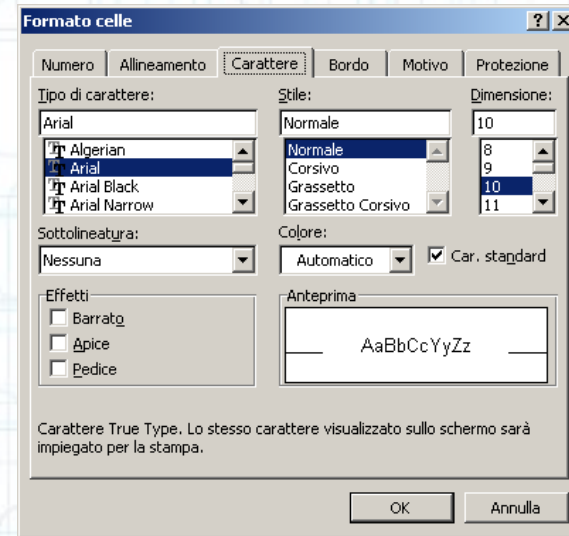 Formato celle
Numero Allineamento Carattere Bordo Motivo Protezione
Tipo di carattere: Stile: Dimensione:
Arial Normale 10
Algerian Normale 8
Arial Corsivo 9
Arial Black Grassetto 10
Arial Narrow Grassetto Corsivo 11
Sottolineatura: Colore:
Nessuna Automatico Car. standard
Effetti Anteprima
Barrato
Apice AaBbCcYyZz
Pedice
Carattere True Type. Lo stesso carattere visualizzato sullo schermo sarà
impiegato per la stampa.
OK Annulla